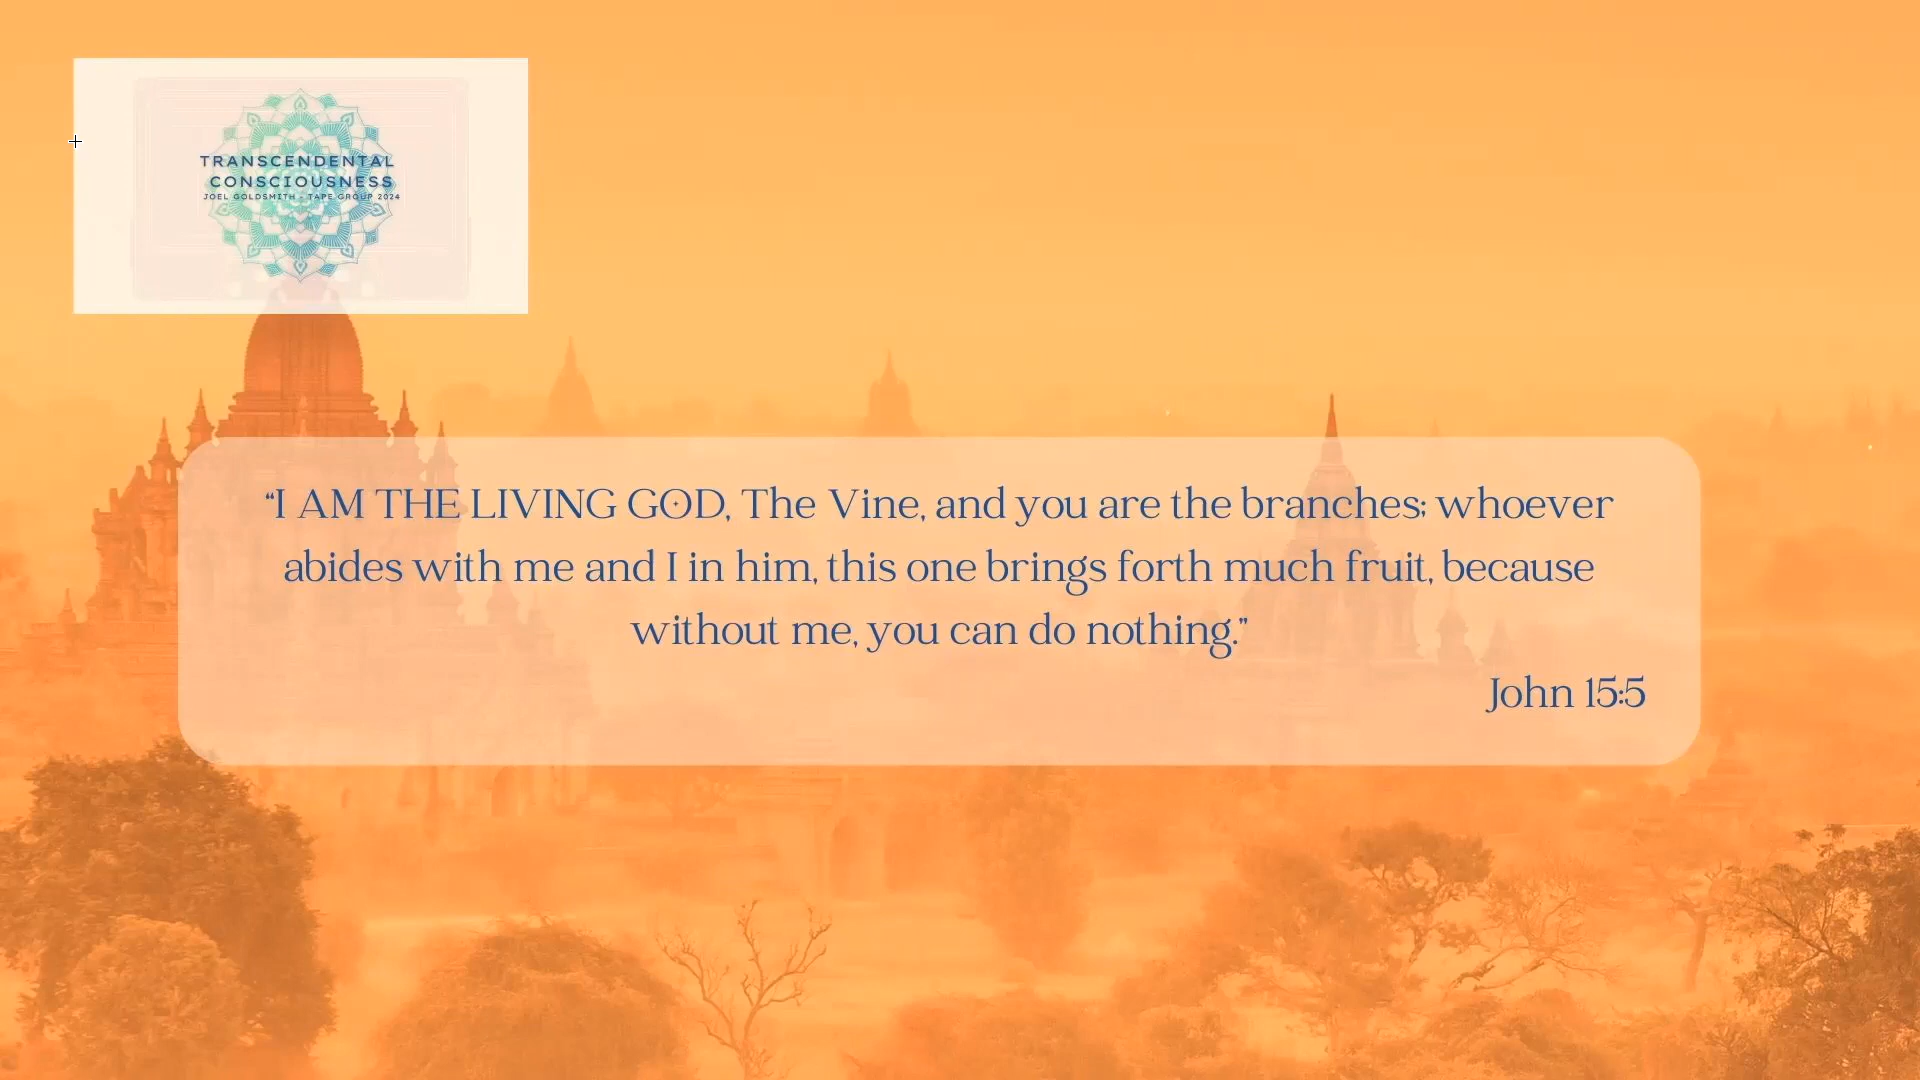 TRANSCENDENTAL
CONSCIOUSNESS
JOEL GOLDSMITH - TAPE GROUP 2024
“I AM THE LIVING GOD, The Vine, and you are the branches; whoever
abides with me and I in him, this one brings forth much fruit, because
without me, you can do nothing.”
John 15:5